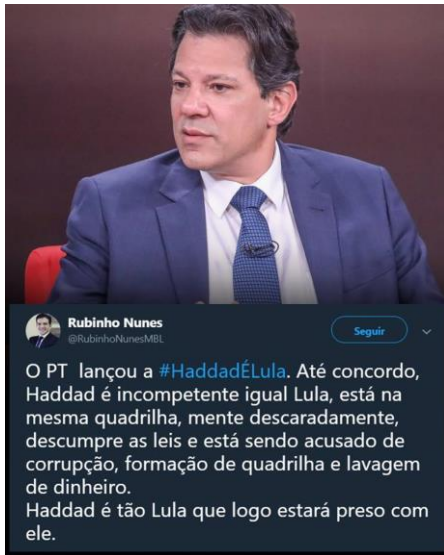 Rubinho Nunes
@RubinhoNunesMBL
Seguir
O PT lançou a #HaddadÉLula. Até concordo,
Haddad é incompetente igual Lula, está na
mesma quadrilha, mente descaradamente,
descumpre as leis e está sendo acusado de
corrupção, formação de quadrilha e lavagem
de dinheiro.
Haddad é tão Lula que logo estará preso com
ele.